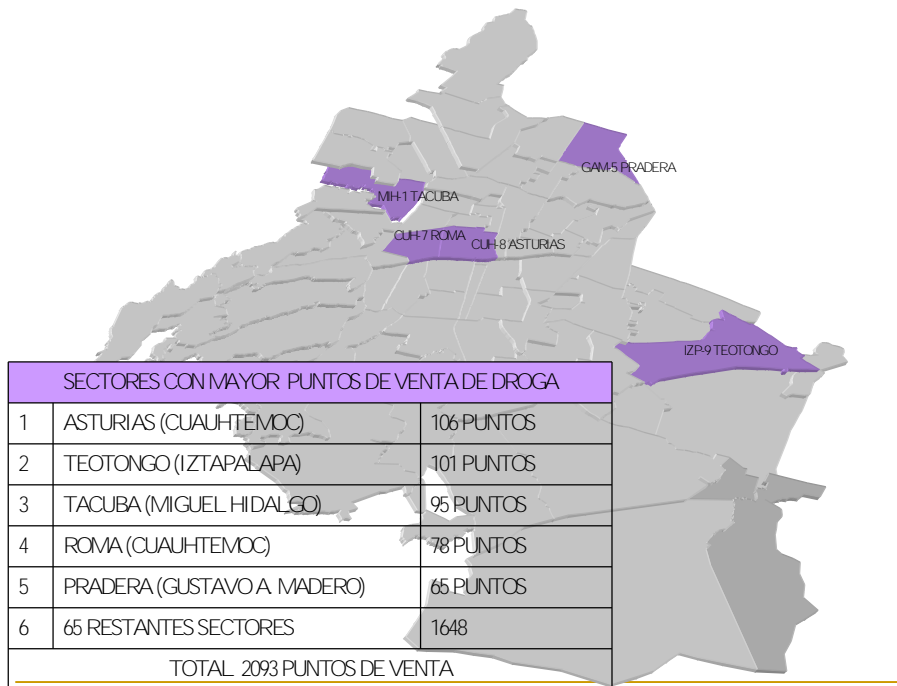 GAM-5 PRADERA
MIH-1 TACUBA
CUH-7 ROMA
CUH-8 ASTURIAS
IZP-9 TEOTONGO
SECTORES CON MAYOR PUNTOS DE VENTA DE DROGA
1 ASTURIAS (CUAUHTEMOC) 106 PUNTOS
2 TEOTONGO (IZTAPALAPA) 101 PUNTOS
3 TACUBA (MIGUEL HIDALGO) 95 PUNTOS
4 ROMA (CUAUHTEMOC) 78 PUNTOS
5 PRADERA (GUSTAVO A. MADERO) 65 PUNTOS
6 65 RESTANTES SECTORES 1648
TOTAL 2093 PUNTOS DE VENTA